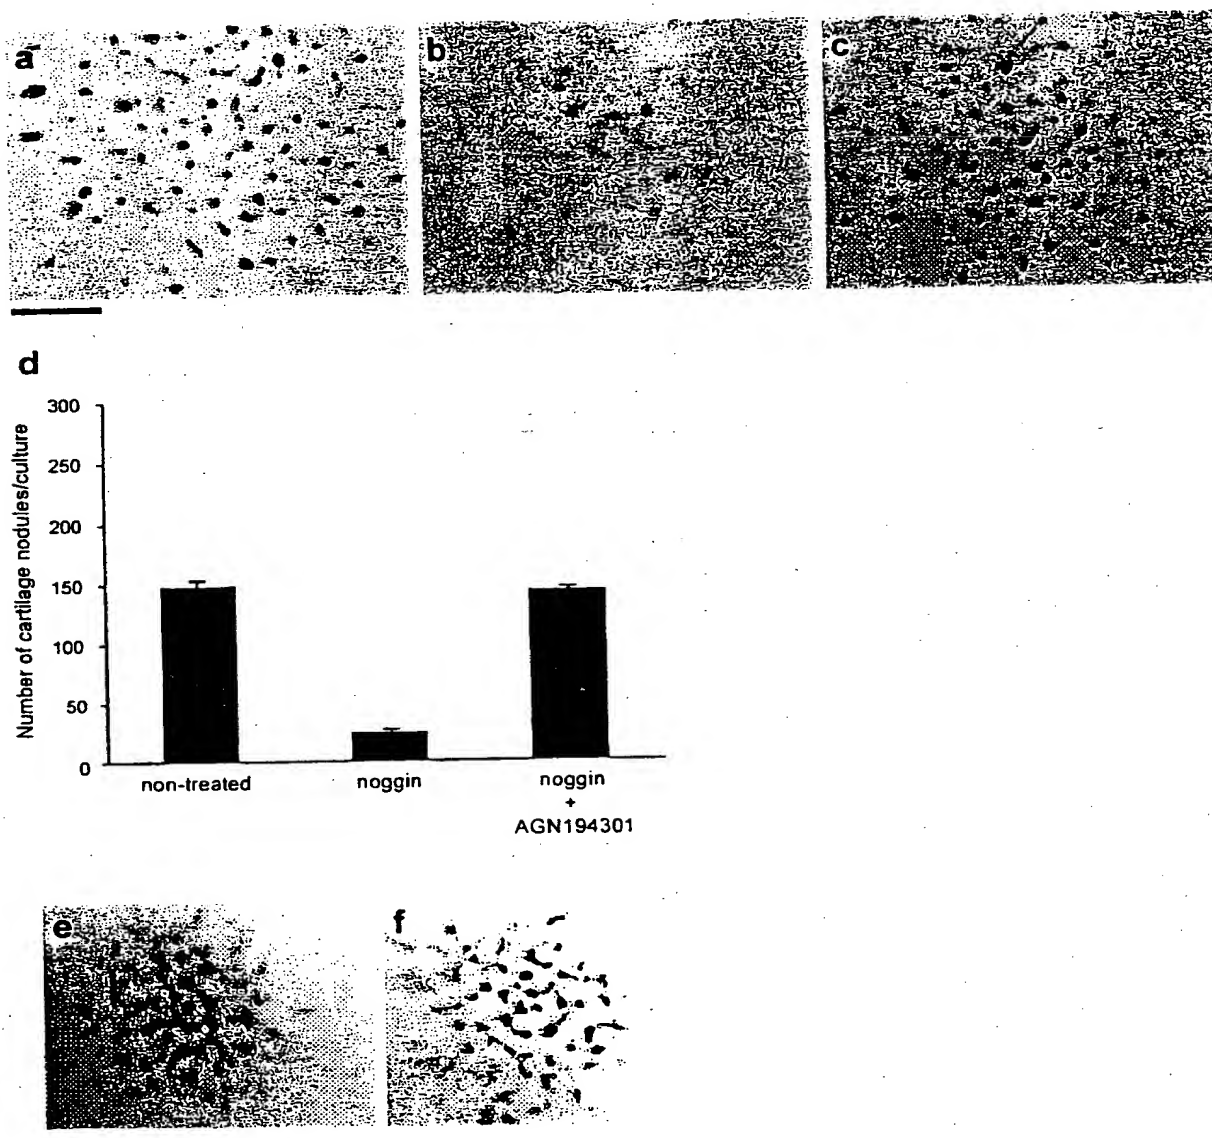 a
b
c
d
300
250
200
150
100
50
0
Number of cartilage nodules/culture
non-treated
noggin
noggin
+
AGN194301
e
f